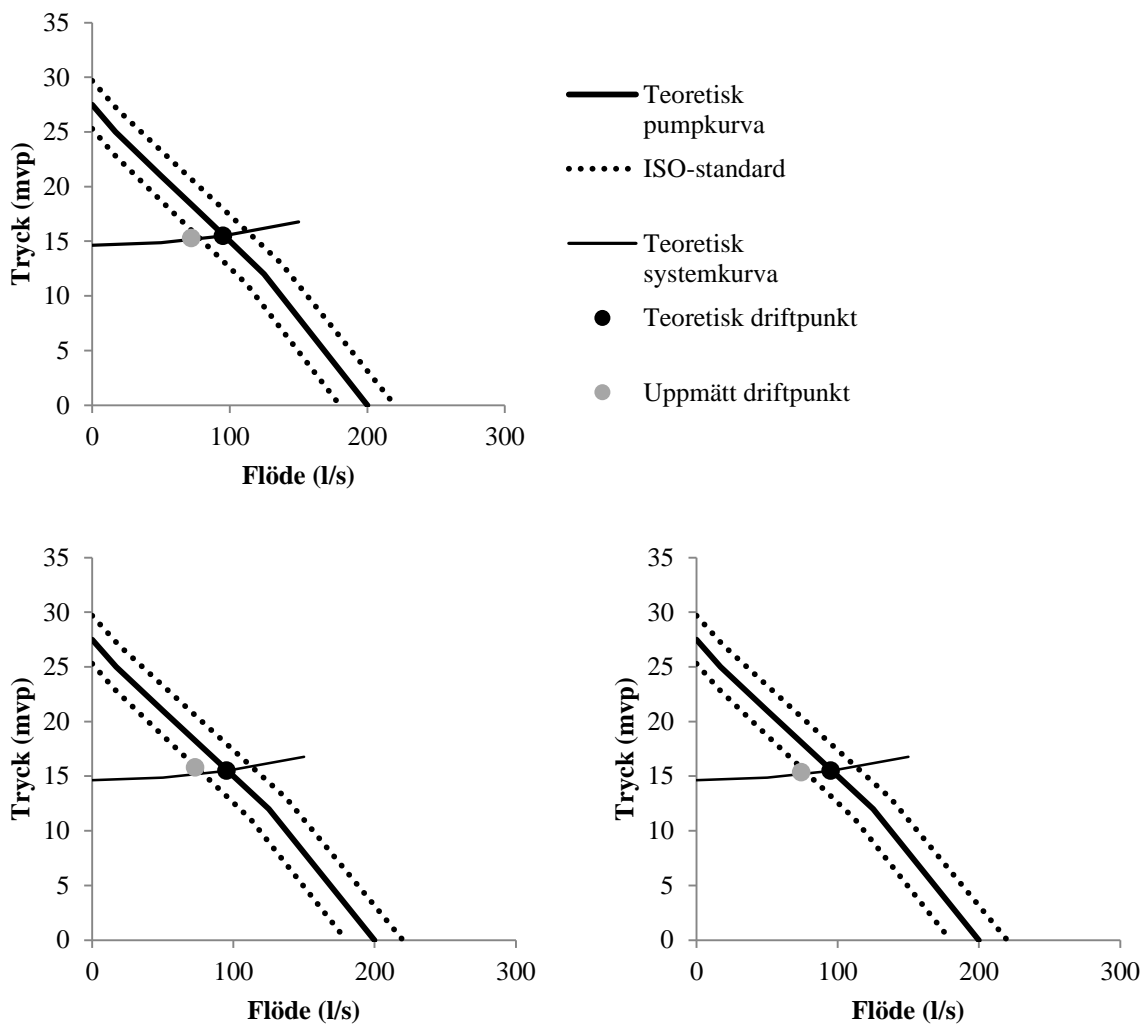 35
30
25
20
15
10
5
0
Tryck (mvp)
0 100 200 300
Flöde (l/s)
Teoretisk
pumpkurva
ISO-standard
Teoretisk
systemkurva
Teoretisk driftpunkt
Uppmätt driftpunkt
35
30
25
20
15
10
5
0
Tryck (mvp)
0 100 200 300
Flöde (l/s)
35
30
25
20
15
10
5
0
Tryck (mvp)
0 100 200 300
Flöde (l/s)